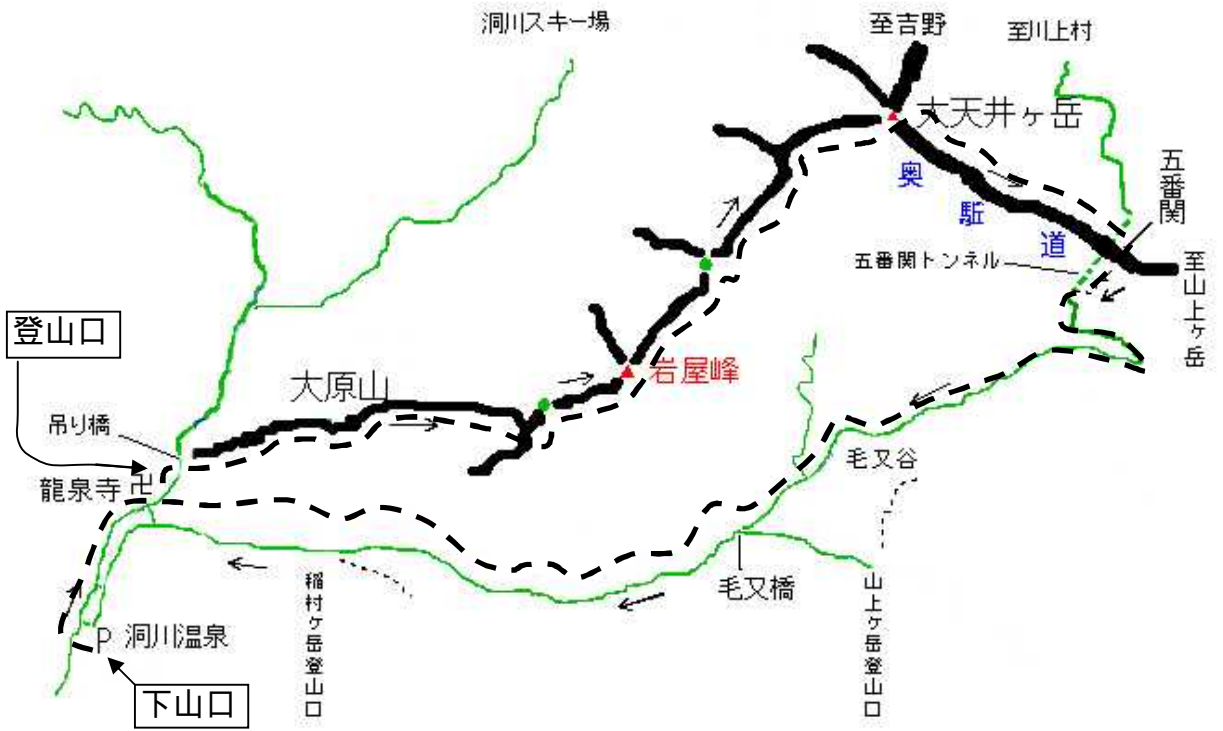 洞川スキー場
至吉野
至川上村
大天井ヶ岳
五番関
奥
駈
道
五番関トンネル
至山上ヶ岳
登山口
大原山
岩屋峰
吊り橋
龍泉寺
卍
毛又谷
毛又橋
稲村ヶ岳登山口
山上ヶ岳登山口
P 洞川温泉
下山口